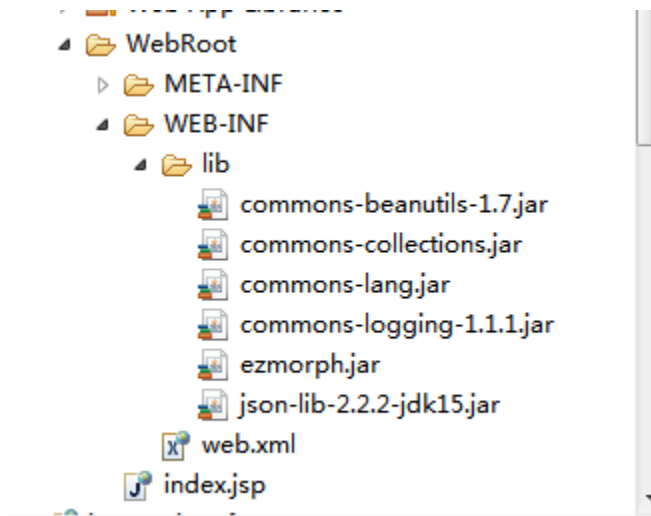 WebRoot
META-INF
WEB-INF
lib
commons-beanutils-1.7.jar
commons-collections.jar
commons-lang.jar
commons-logging-1.1.1.jar
ezmorph.jar
json-lib-2.2.2-jdk15.jar
web.xml
index.jsp